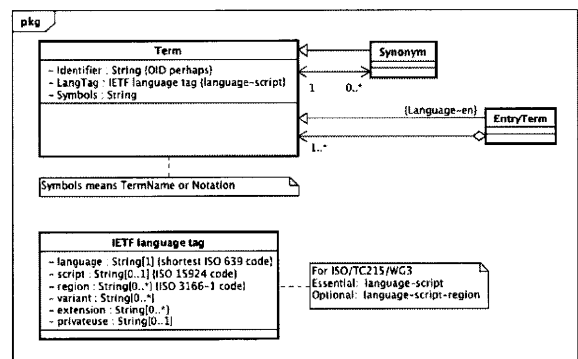 pkg
Term
- Identifier : String {OID perhaps}
- LangTag : IETF language tag {language-script}
- Symbols : String
Synonym
1 0..*
{Language-en}
EntryTerm
1..*
Symbols means TermName or Notation
IETF language tag
- language : String[1] {shortest ISO 639 code}
- script : String[0..1] {ISO 15924 code}
- region : String[0..*] {ISO 3166-1 code}
- variant : String[0..*]
- extension : String[0..*]
- privateuse : String[0..1]
For ISO/TC215/WG3
Essential: language-script
Optional: language-script-region